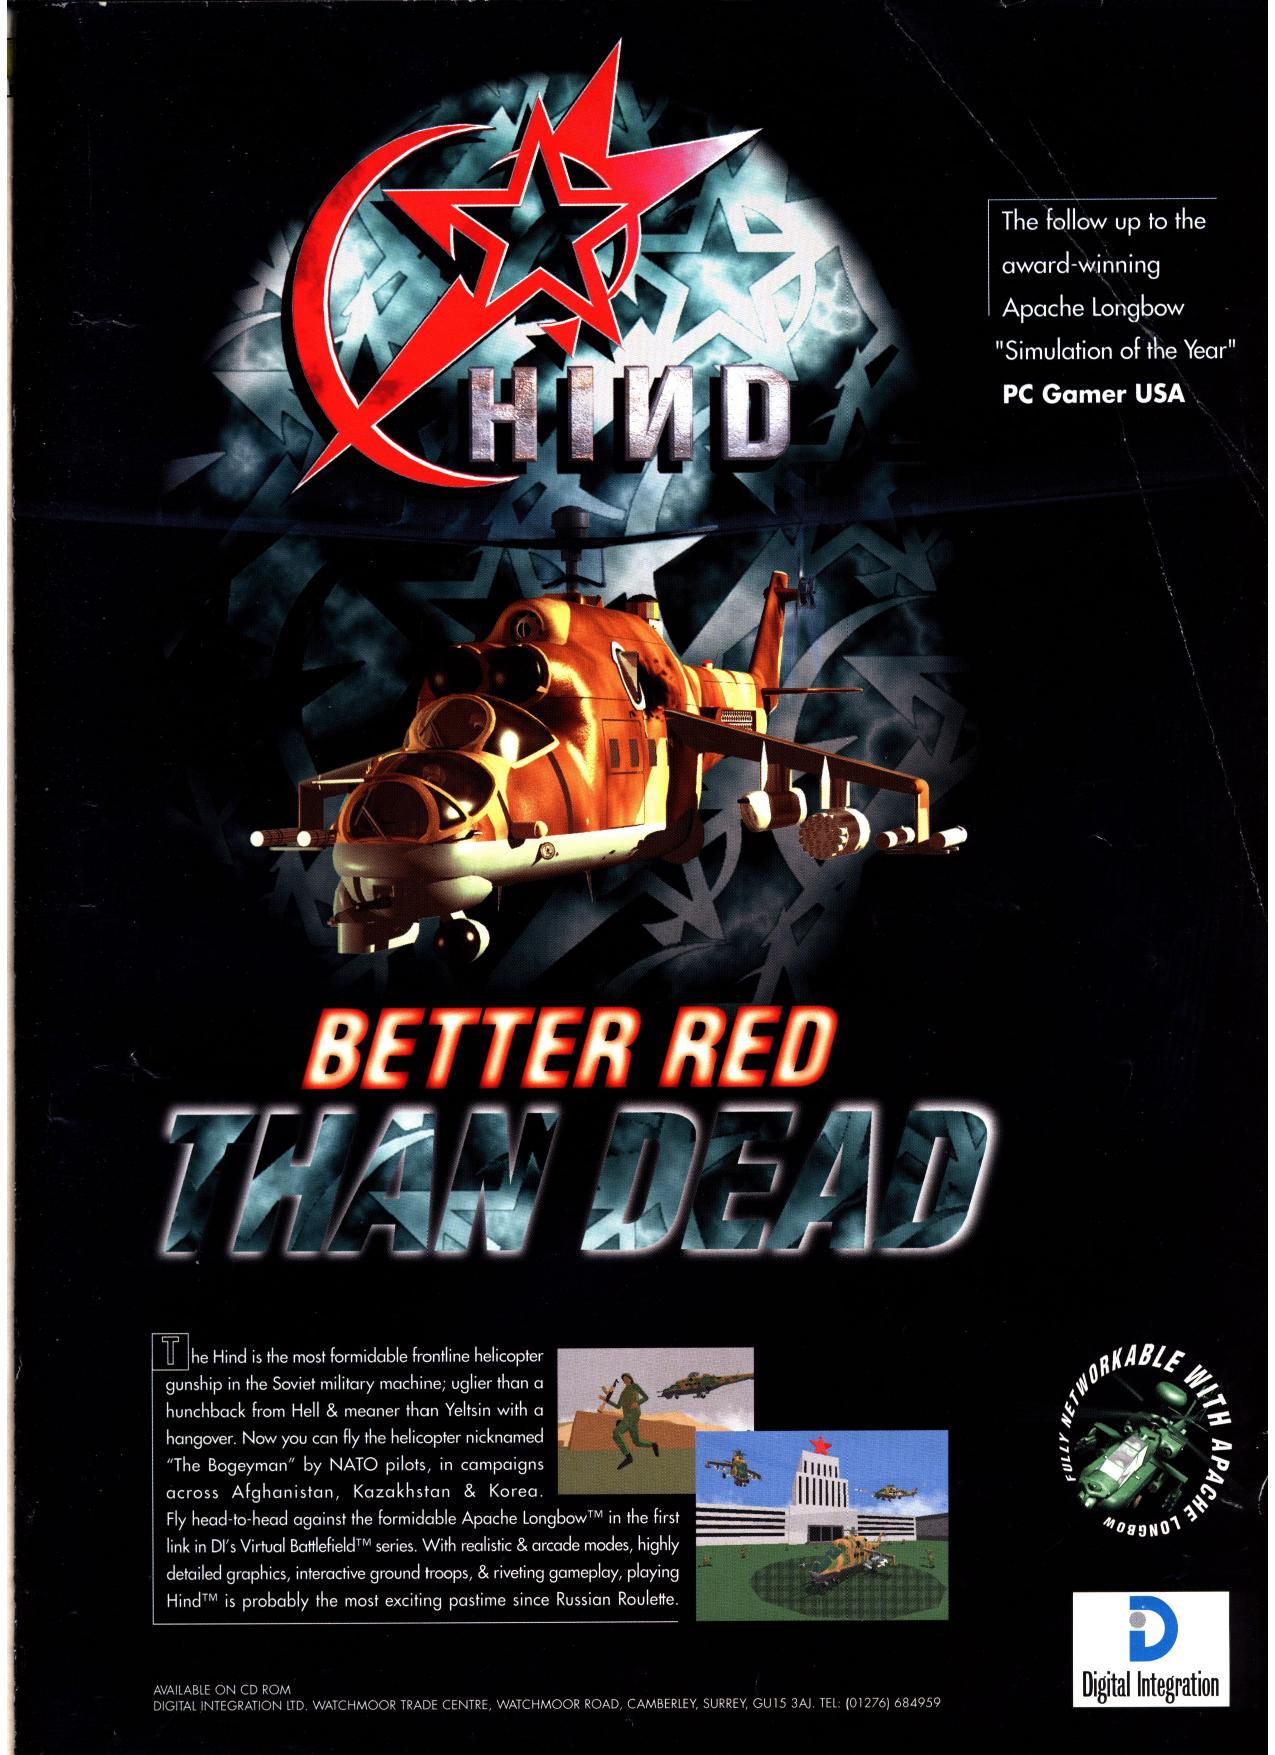 HIИD
The follow up to the
award-winning
Apache Longbow
"Simulation of the Year"
PC Gamer USA
BETTER RED
THAN DEAD
The Hind is the most formidable frontline helicopter
gunship in the Soviet military machine; uglier than a
hunchback from Hell & meaner than Yeltsin with a
hangover. Now you can fly the helicopter nicknamed
“The Bogeyman” by NATO pilots, in campaigns
across Afghanistan, Kazakhstan & Korea.
Fly head-to-head against the formidable Apache Longbow™ in the first
link in DI's Virtual Battlefield™ series. With realistic & arcade modes, highly
detailed graphics, interactive ground troops, & riveting gameplay, playing
Hind™ is probably the most exciting pastime since Russian Roulette.
FULLY NETWORKABLE WITH APACHE LONGBOW
Digital Integration
AVAILABLE ON CD ROM
DIGITAL INTEGRATION LTD. WATCHMOOR TRADE CENTRE, WATCHMOOR ROAD, CAMBERLEY, SURREY, GU15 3AJ. TEL: (01276) 684959